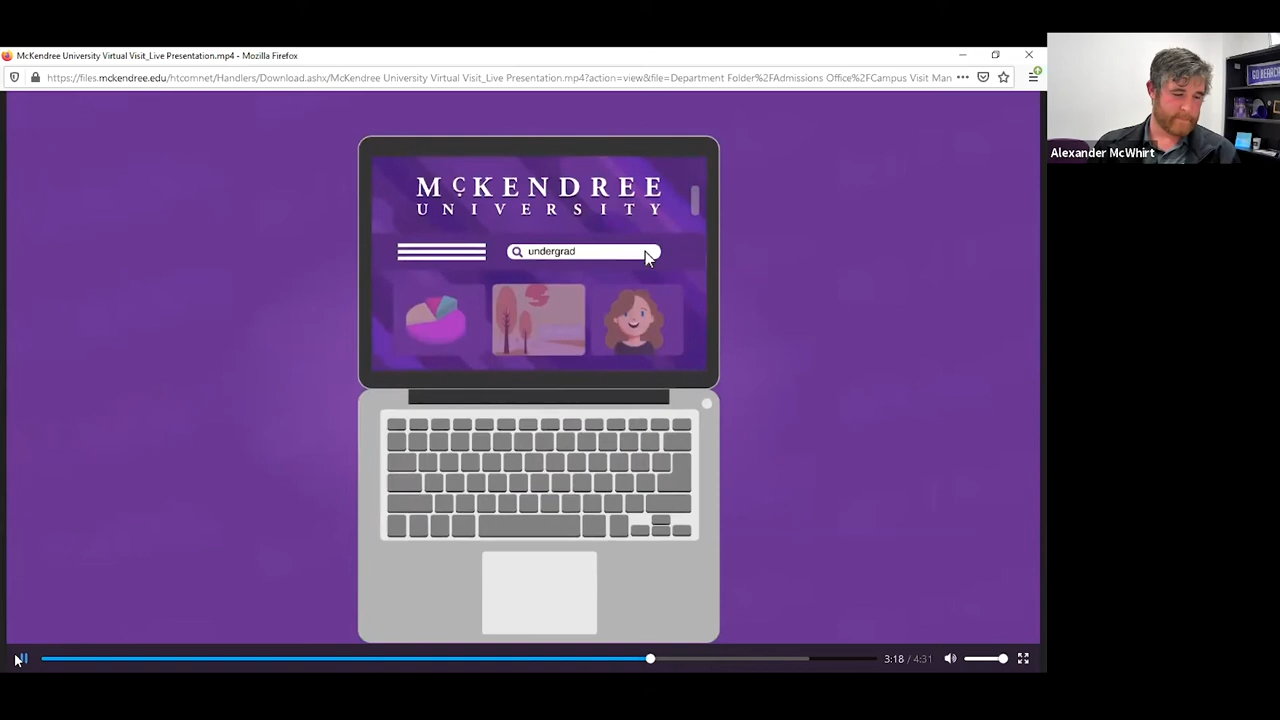 McKendree University Virtual Visit_Live Presentation.mp4 - Mozilla Firefox
https://files.mckendree.edu/htcomnet/Handlers/Download.ashx/McKendree University Virtual Visit_Live Presentation.mp4?action=view&file=Department Folder%2FAdmissions Office%2FCampus Visit Man
GO BEARCA
Alexander McWhirt
McKENDREE
UNIVERSITY
undergrad
3:18 / 4:31